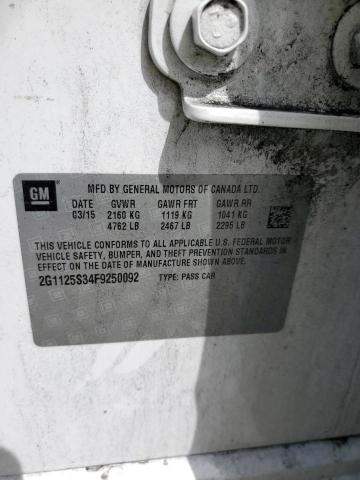 GM
MFD BY GENERAL MOTORS OF CANADA LTD.
DATE GVWR GAWR FRT GAWR RR
03/15 2160 KG 1119 KG 1041 KG
4762 LB 2467 LB 2295 LB
THIS VEHICLE CONFORMS TO ALL APPLICABLE U.S. FEDERAL MOTOR
VEHICLE SAFETY, BUMPER, AND THEFT PREVENTION STANDARDS
IN EFFECT ON THE DATE OF MANUFACTURE SHOWN ABOVE.
2G1125S34F9250092 TYPE: PASS CAR